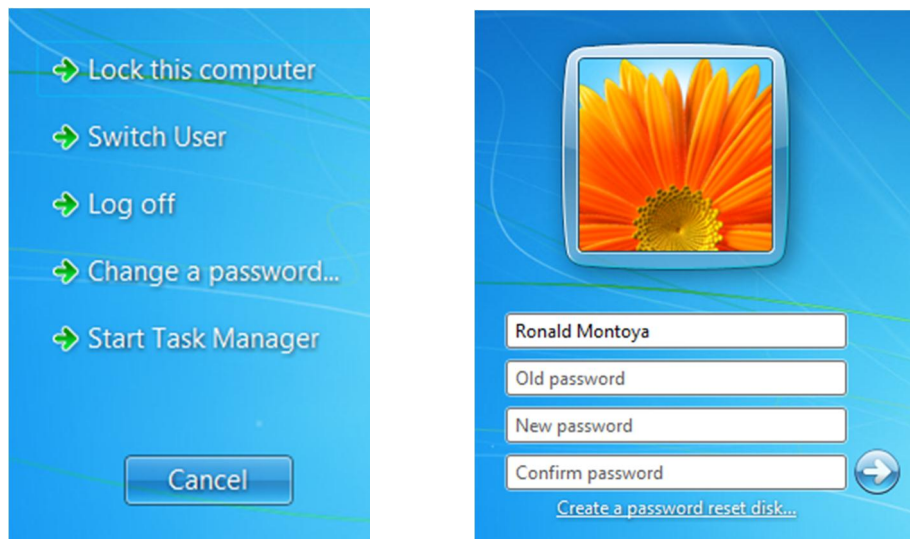 Lock this computer
Switch User
Log off
Change a password...
Start Task Manager
Cancel
Ronald Montoya
Old password
New password
Confirm password
Create a password reset disk...